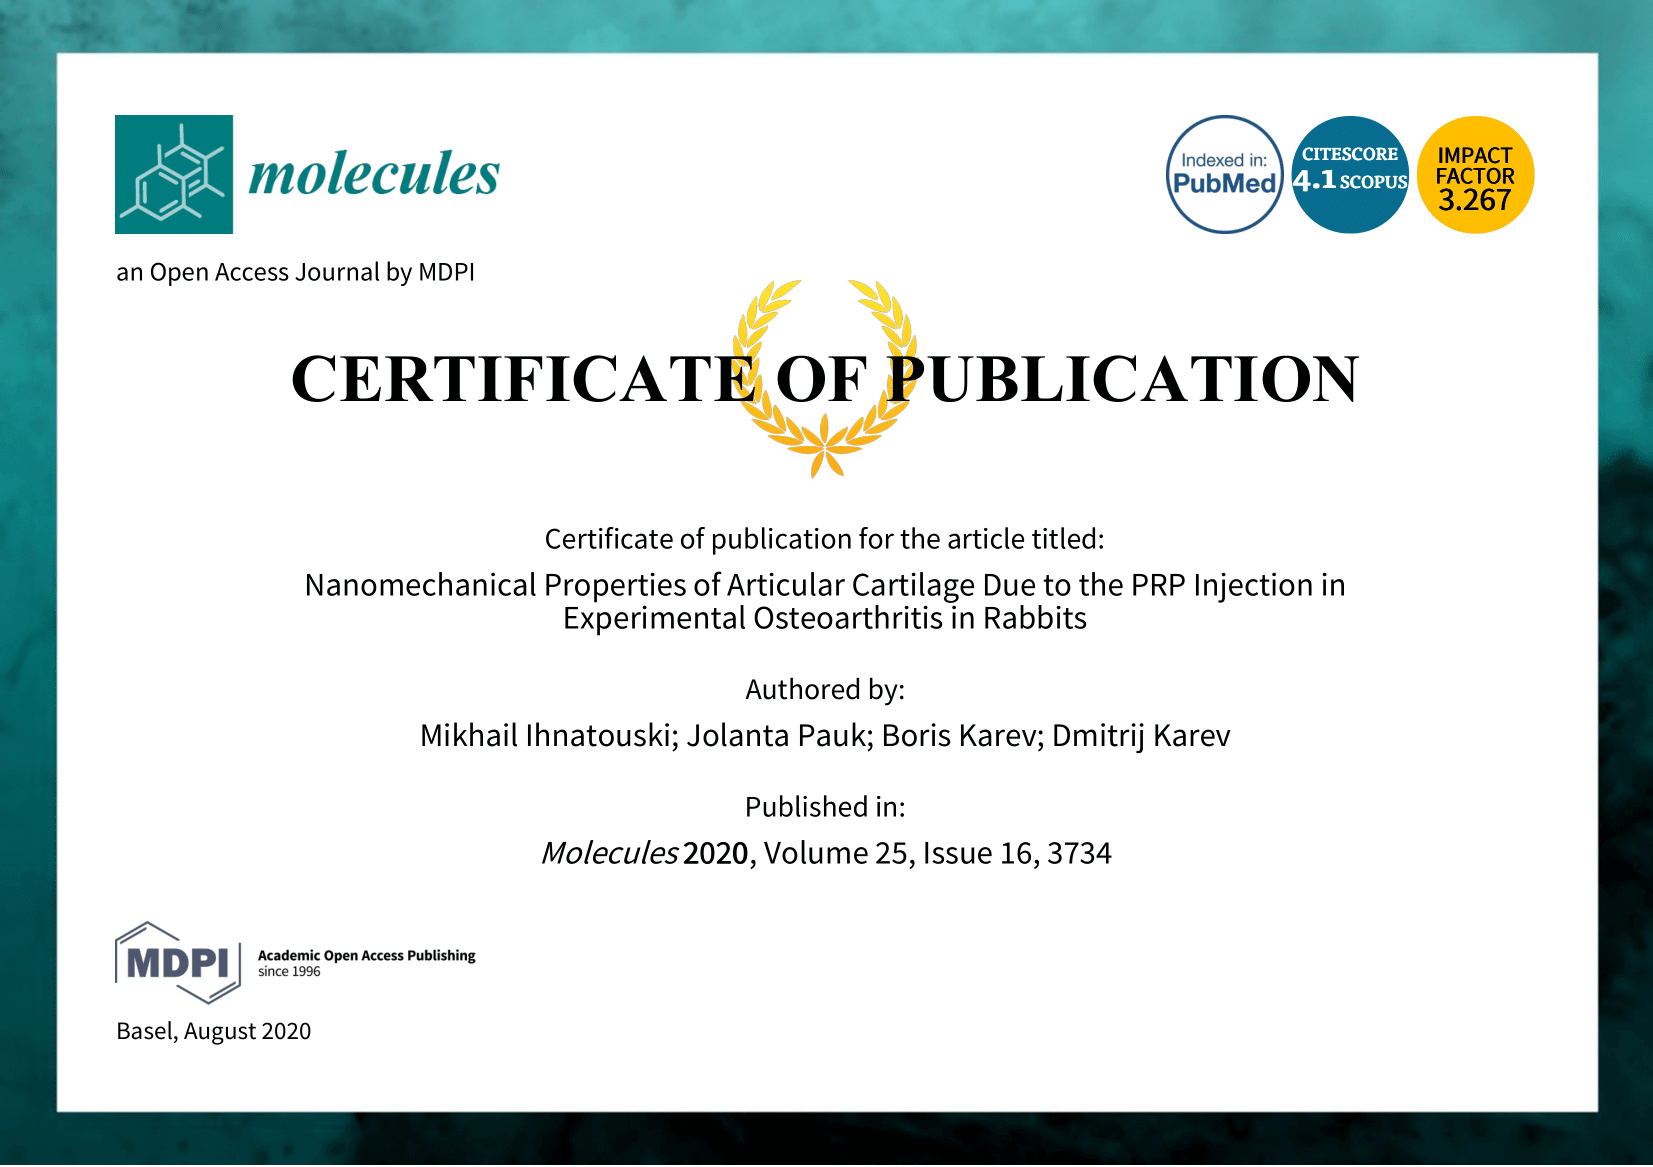 molecules
Indexed in:
PubMed
CITESCORE
4.1 SCOPUS
IMPACT
FACTOR
3.267
an Open Access Journal by MDPI
CERTIFICATE OF PUBLICATION
Certificate of publication for the article titled:
Nanomechanical Properties of Articular Cartilage Due to the PRP Injection in
Experimental Osteoarthritis in Rabbits
Authored by:
Mikhail Ihnatouski; Jolanta Pauk; Boris Karev; Dmitrij Karev
Published in:
Molecules 2020, Volume 25, Issue 16, 3734
MDPI
Academic Open Access Publishing
since 1996
Basel, August 2020